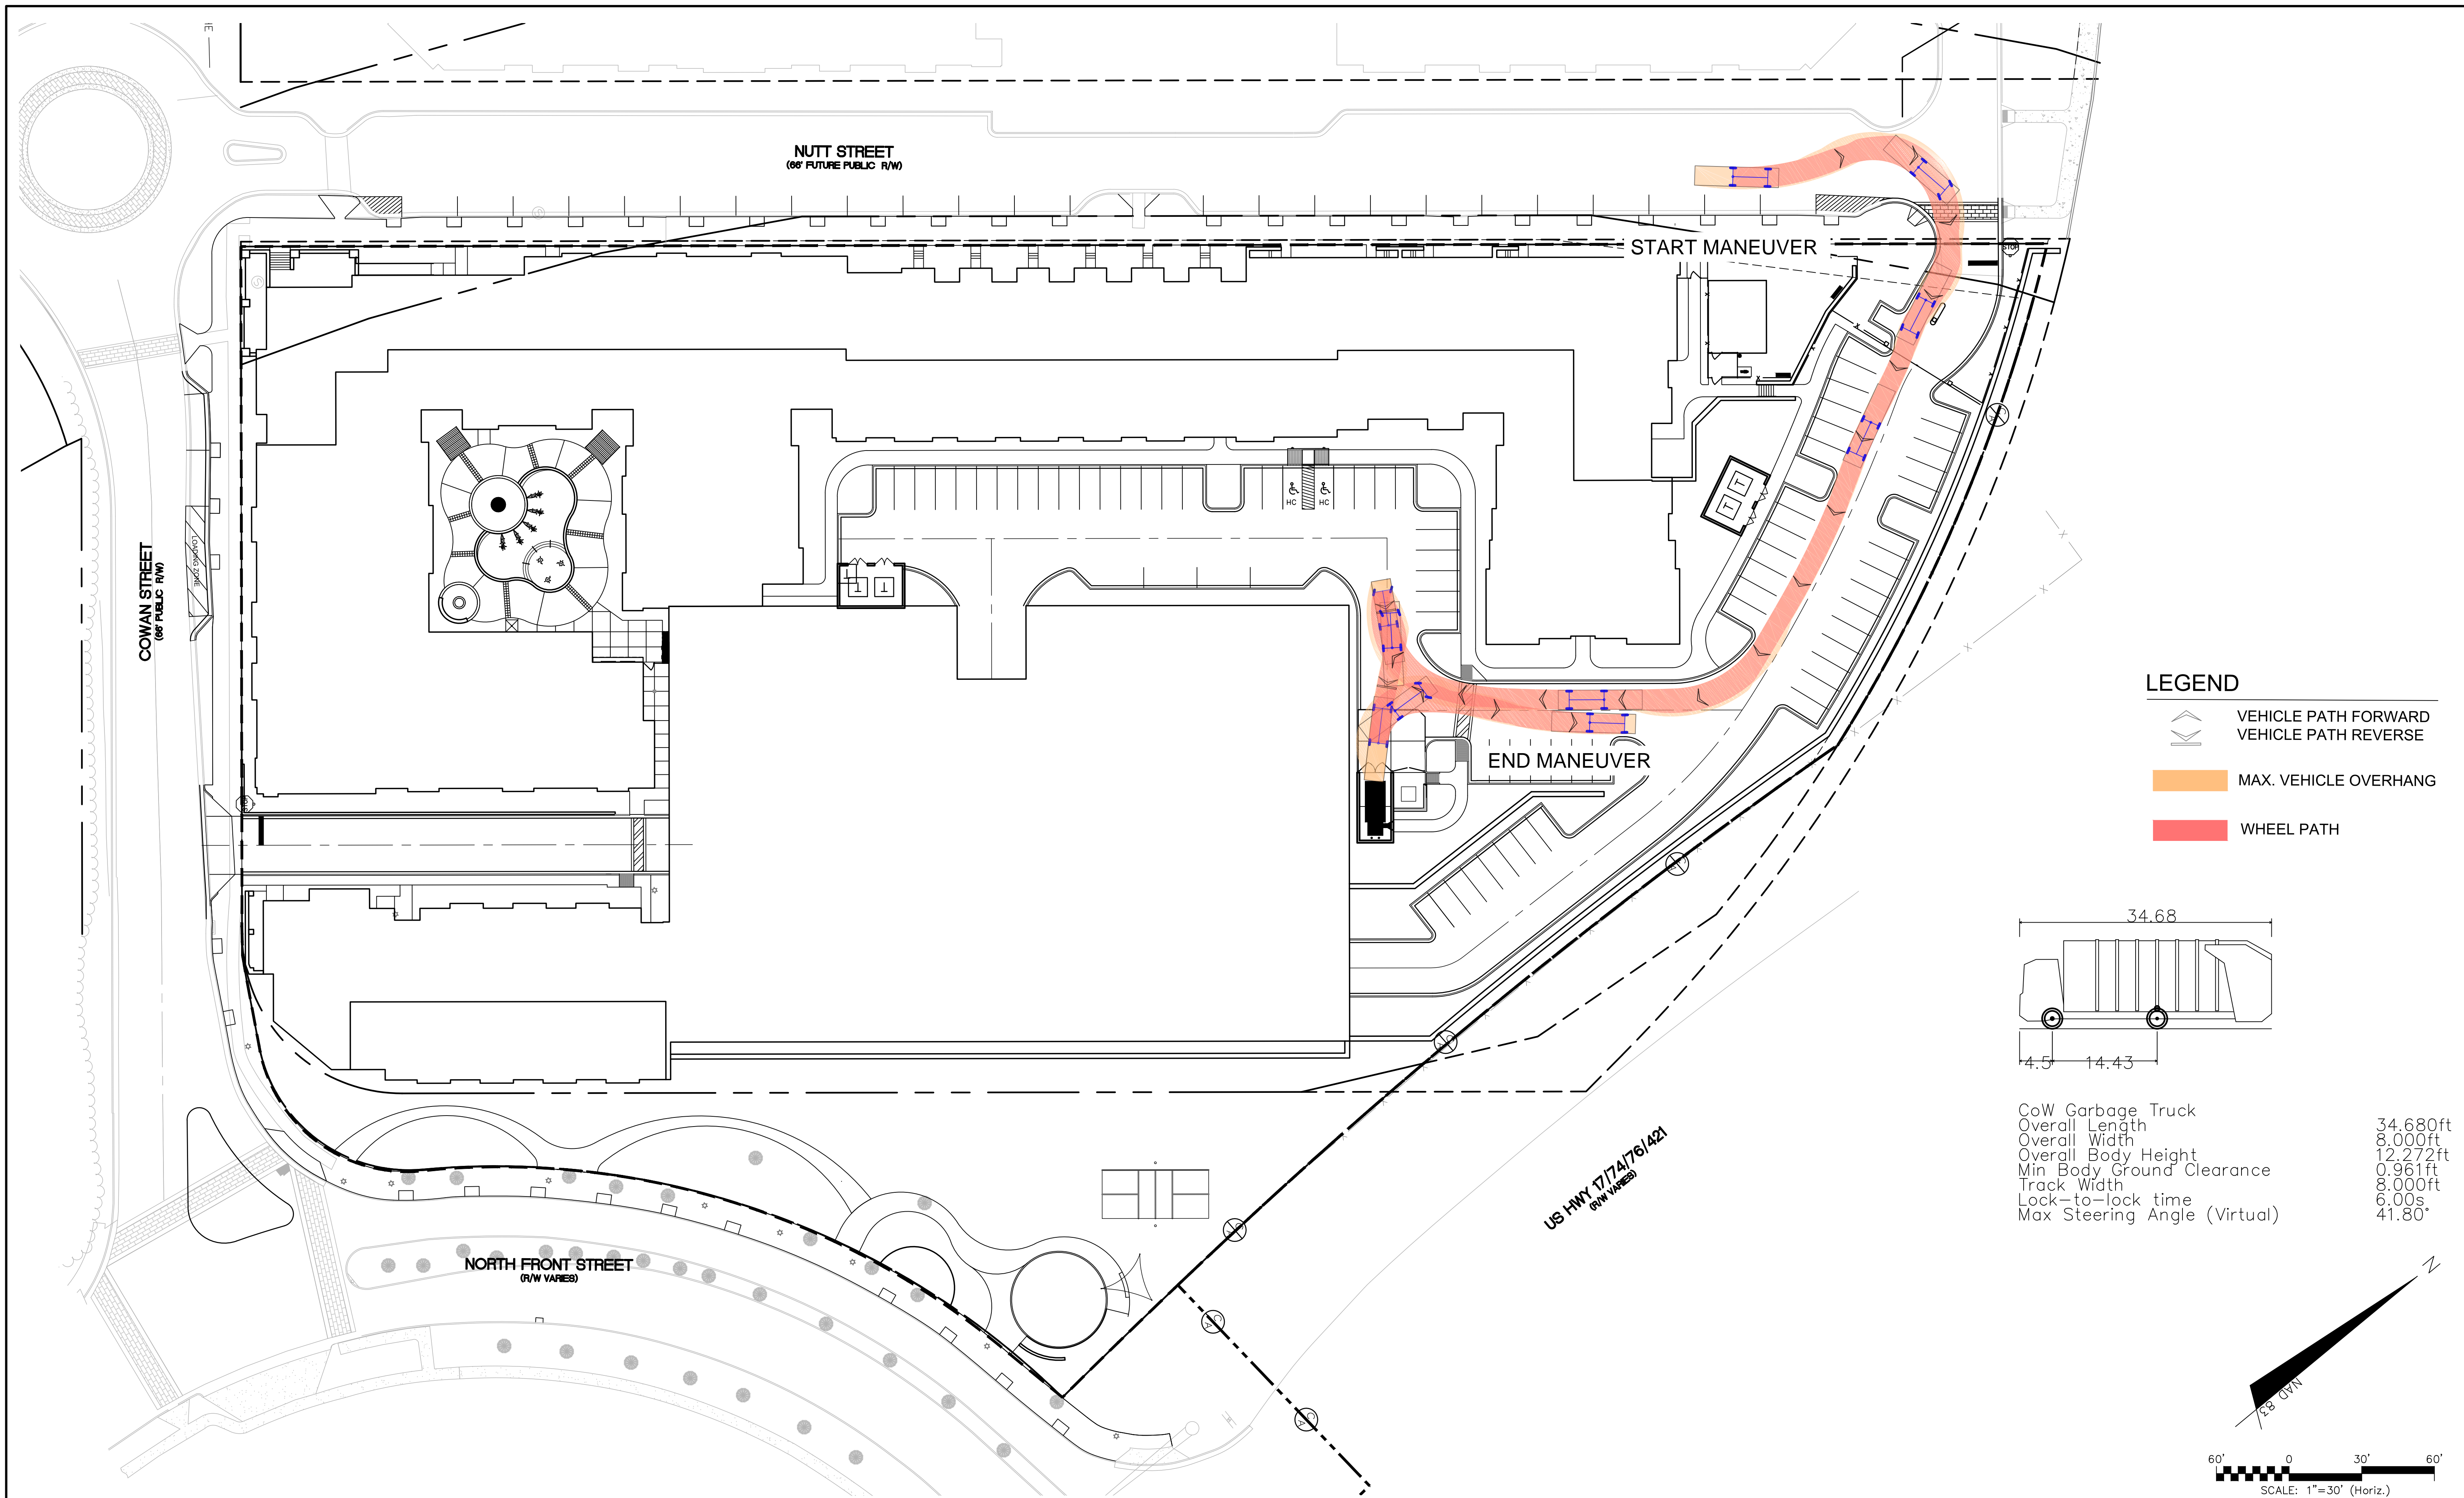 NUTT STREET
(66' FUTURE PUBLIC R/W)
START MANEUVER
STOP
HC
HC
T
T
T
T
LOADING ZONE
COWAN STREET
(66' PUBLIC R/W)
END MANEUVER
LEGEND
VEHICLE PATH FORWARD
VEHICLE PATH REVERSE
MAX. VEHICLE OVERHANG
WHEEL PATH
34.68
4.5
14.43
CoW Garbage Truck
Overall Length 34.680ft
Overall Width 8.000ft
Overall Body Height 12.272ft
Min Body Ground Clearance 0.961ft
Track Width 8.000ft
Lock-to-lock time 6.00s
Max Steering Angle (Virtual) 41.80°
US HWY 17/74/76/421
(R/W VARIES)
NORTH FRONT STREET
(R/W VARIES)
N
NAD 83
60' 0 30' 60'
SCALE: 1"=30' (Horiz.)